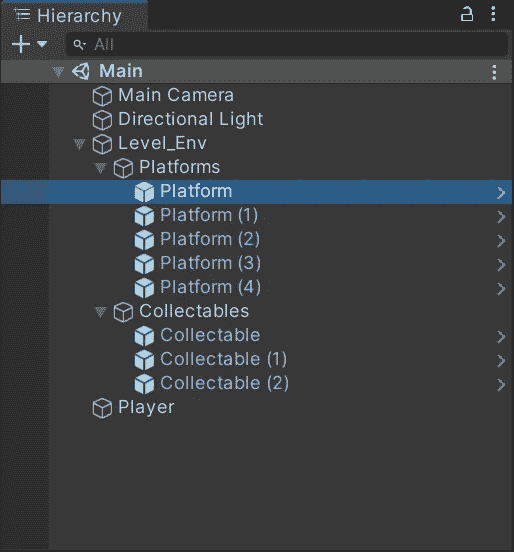 Hierarchy
All
Main
Main Camera
Directional Light
Level_Env
Platforms
Platform
Platform (1)
Platform (2)
Platform (3)
Platform (4)
Collectables
Collectable
Collectable (1)
Collectable (2)
Player